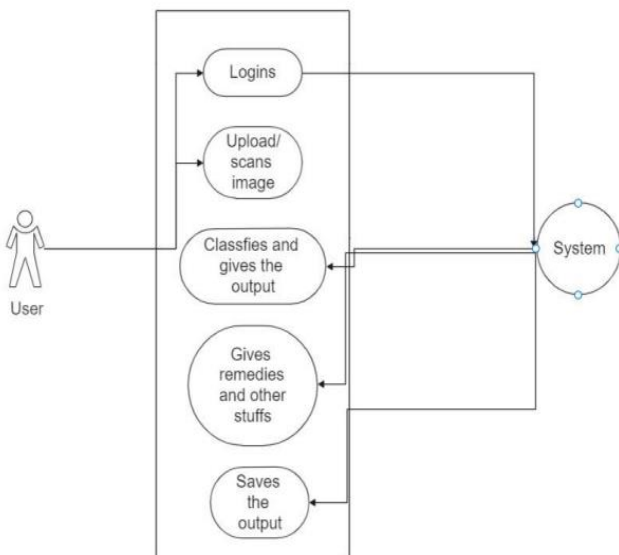 Logins
Upload/
scans
image
Classfies and
gives the
output
System
User
Gives
remedies
and other
stuffs
Saves
the
output